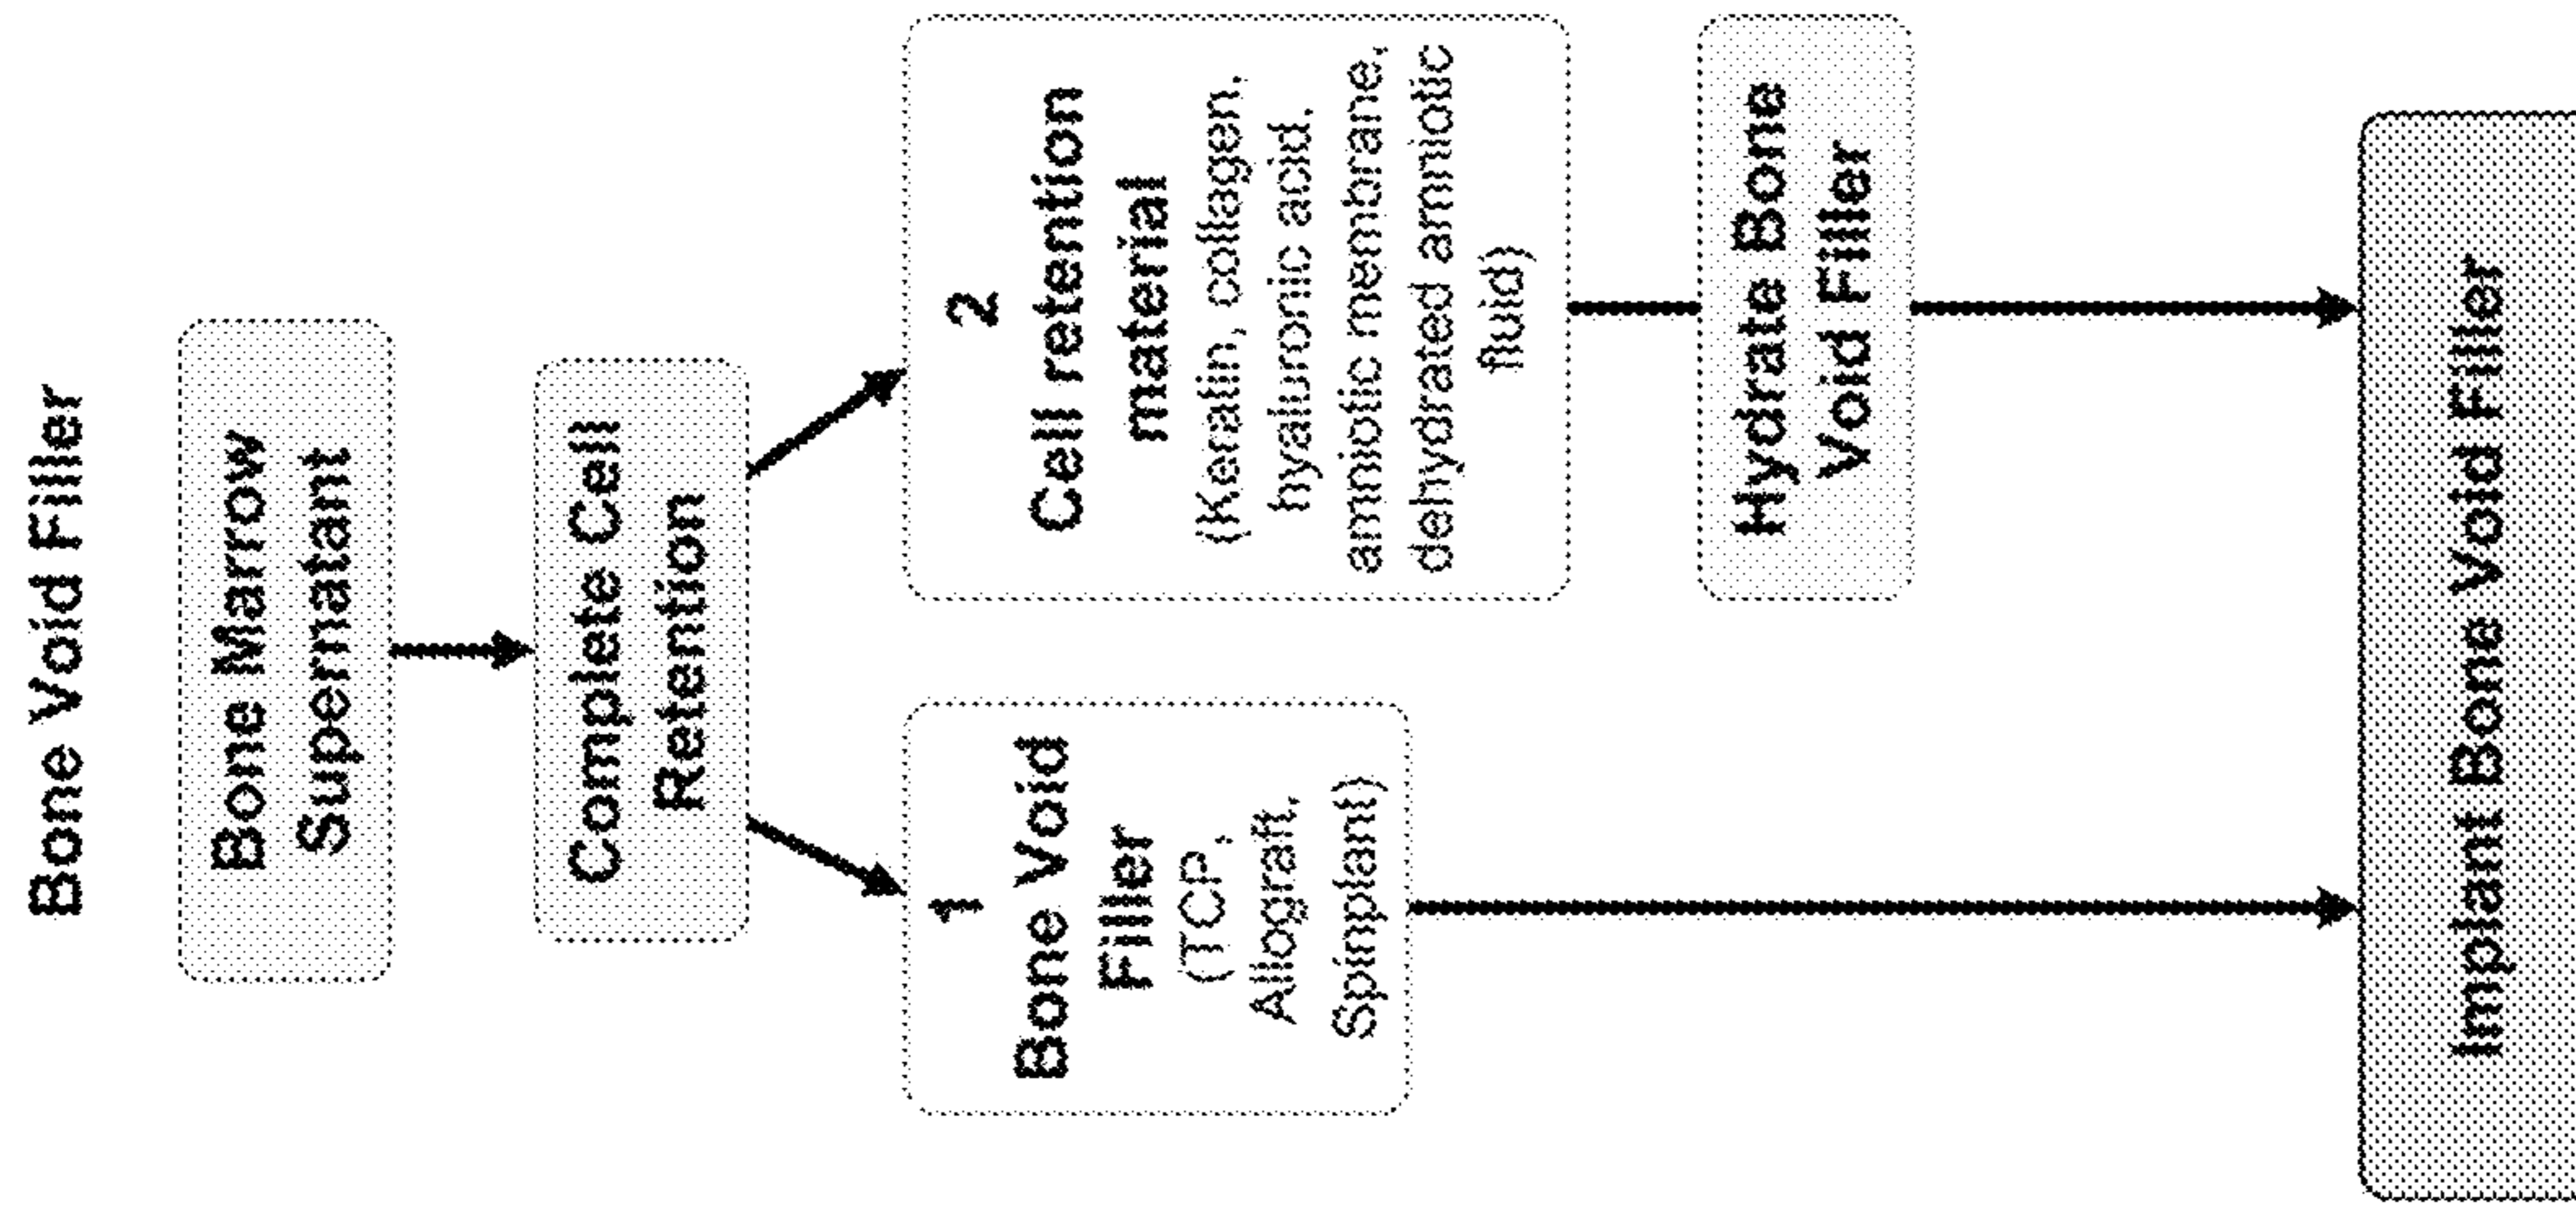 Bone Void Filler
Bone Marrow
Supernatant
Complete Cell
Retention
1
Bone Void
Filler
(TCP,
Allograft,
Spinplant)
2
Cell retention
material
(Keratin, collagen,
hyaluronic acid,
amniotic membrane,
dehydrated amniotic
fluid)
Hydrate Bone
Void Filler
Implant Bone Void Filler